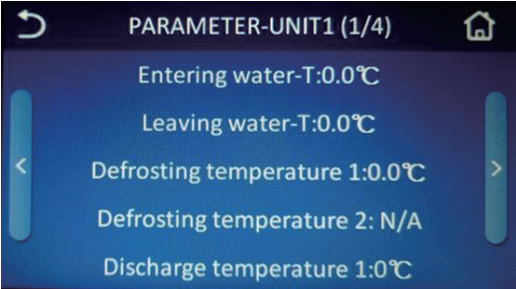 PARAMETER-UNIT1 (1/4)
Entering water-T:0.0℃
Leaving water-T:0.0℃
Defrosting temperature 1:0.0℃
Defrosting temperature 2: N/A
Discharge temperature 1:0℃